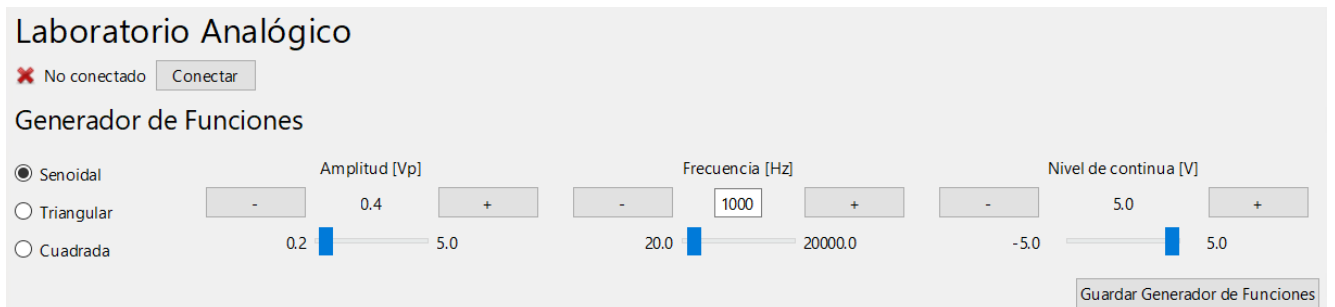 Laboratorio Analógico
No conectado Conectar
Generador de Funciones
Senoidal
Triangular
Cuadrada
Amplitud [Vp]
- 0.4 +
0.2 5.0
Frecuencia [Hz]
- 1000 +
20.0 20000.0
Nivel de continua [V]
- 5.0 +
-5.0 5.0
Guardar Generador de Funciones